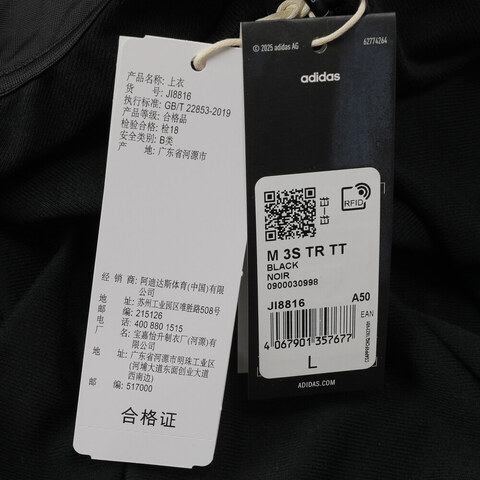 产品名称: 上衣
货 号: JI8816
执行标准: GB/T 22853-2019
产品等级: 合格品
检验合格: 检18
安全类别: B类
产 地: 广东省河源市
经 销 商: 阿迪达斯体育(中国)有限
公司
地 址: 苏州工业园区唯胜路508号
邮 编: 215126
电 话: 400 880 1515
厂 名: 宝嘉怡升制衣厂(河源)有
限公司
厂 址: 广东省河源市明珠工业区
(河埔大道东面创业大道
西南边)
邮 编: 517000
合格证
© 2025 adidas AG
62774264
adidas
RFID
M 3S TR TT
BLACK
NOIR
0900030998
JI8816 A50
EAN
4 067901 357677
L
ADIDAS.COM